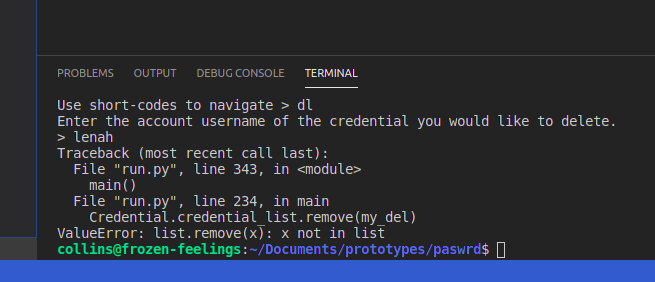 PROBLEMS OUTPUT DEBUG CONSOLE TERMINAL
Use short-codes to navigate > dl
Enter the account username of the credential you would like to delete.
> lenah
Traceback (most recent call last):
  File "run.py", line 343, in <module>
    main()
  File "run.py", line 234, in main
    Credential.credential_list.remove(my_del)
ValueError: list.remove(x): x not in list
collins@frozen-feelings:~/Documents/prototypes/paswrd$